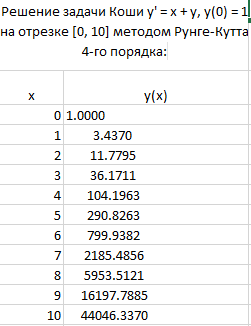 Решение задачи Коши y' = x + y, y(0) = 1
на отрезке [0, 10] методом Рунге-Кутта
4-го порядка:
x y(x)
0 1.0000
1 3.4370
2 11.7795
3 36.1711
4 104.1963
5 290.8263
6 799.9382
7 2185.4856
8 5953.5121
9 16197.7885
10 44046.3370